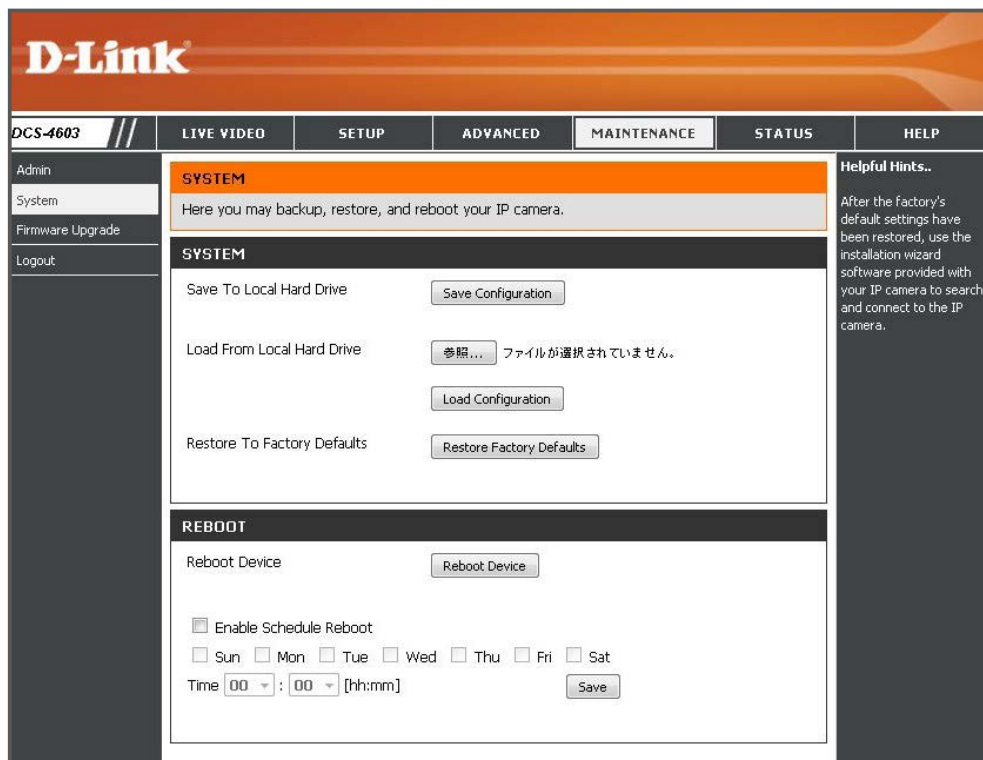 D-Link
DCS-4603
LIVE VIDEO
SETUP
ADVANCED
MAINTENANCE
STATUS
HELP
Admin
System
Firmware Upgrade
Logout
SYSTEM
Here you may backup, restore, and reboot your IP camera.
SYSTEM
Save To Local Hard Drive
Save Configuration
Load From Local Hard Drive
参照... ファイルが選択されていません。
Load Configuration
Restore To Factory Defaults
Restore Factory Defaults
REBOOT
Reboot Device
Reboot Device
Enable Schedule Reboot
Sun Mon Tue Wed Thu Fri Sat
Time 00 : 00 [hh:mm]
Save
Helpful Hints..
After the factory's
default settings have
been restored, use the
installation wizard
software provided with
your IP camera to search
and connect to the IP
camera.